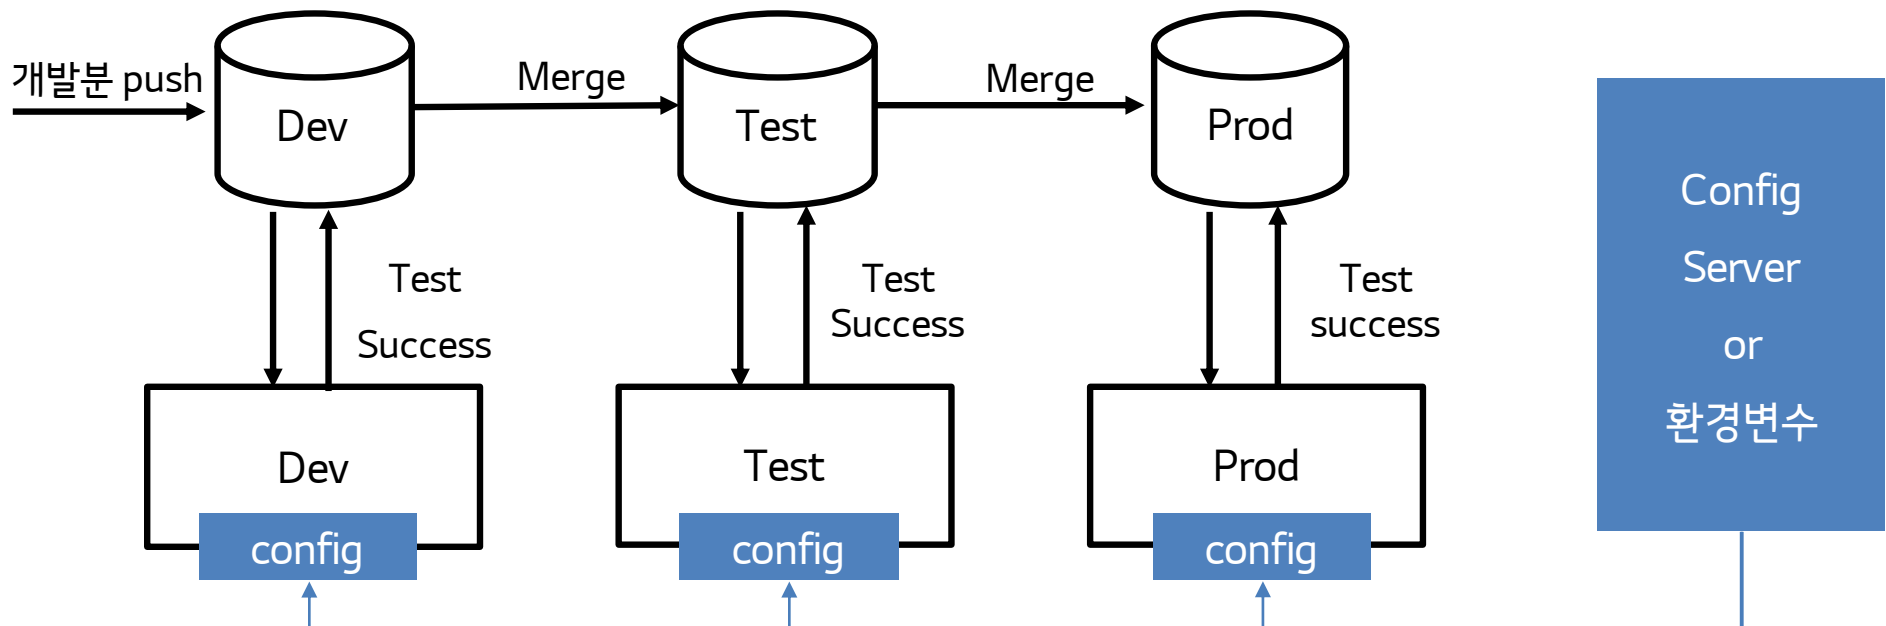 개발분 push
Dev
Merge
Test
Merge
Prod
Test
Success
Test
Success
Test
success
Dev
config
Test
config
Prod
config
Config
Server
or
환경변수